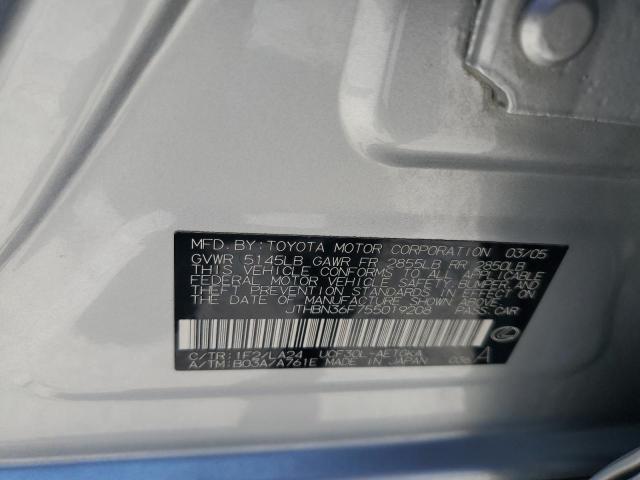 MFD. BY: TOYOTA MOTOR CORPORATION 03/05
GVWR 5145LB GAWR FR 2855LB RR 2850LB
THIS VEHICLE CONFORMS TO ALL APPLICABLE
FEDERAL MOTOR VEHICLE SAFETY, BUMPER, AND
THEFT PREVENTION STANDARDS IN EFFECT ON
THE DATE OF MANUFACTURE SHOWN ABOVE.
JTHBN36F755019208 PASS. CAR
C/TR: 1F2/LA24 UCF30L-AETGKA
A/TM: B03A/A761E MADE IN JAPAN A